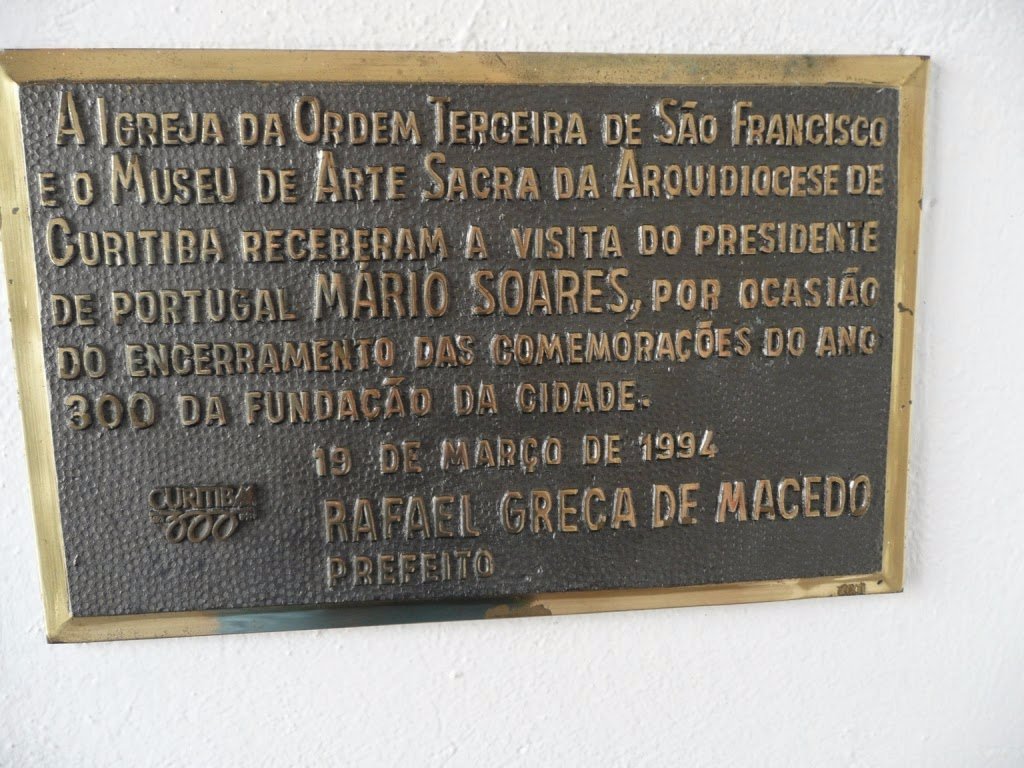 A IGREJA DA ORDEM TERCEIRA DE SÃO FRANCISCO
E O MUSEU DE ARTE SACRA DA ARQUIDIOCESE DE
CURITIBA RECEBERAM A VISITA DO PRESIDENTE
DE PORTUGAL MÁRIO SOARES, POR OCASIÃO
DO ENCERRAMENTO DAS COMEMORAÇÕES DO ANO
300 DA FUNDAÇÃO DA CIDADE.
19 DE MARÇO DE 1994
CURITIBA
300
RAFAEL GRECA DE MACEDO
PREFEITO